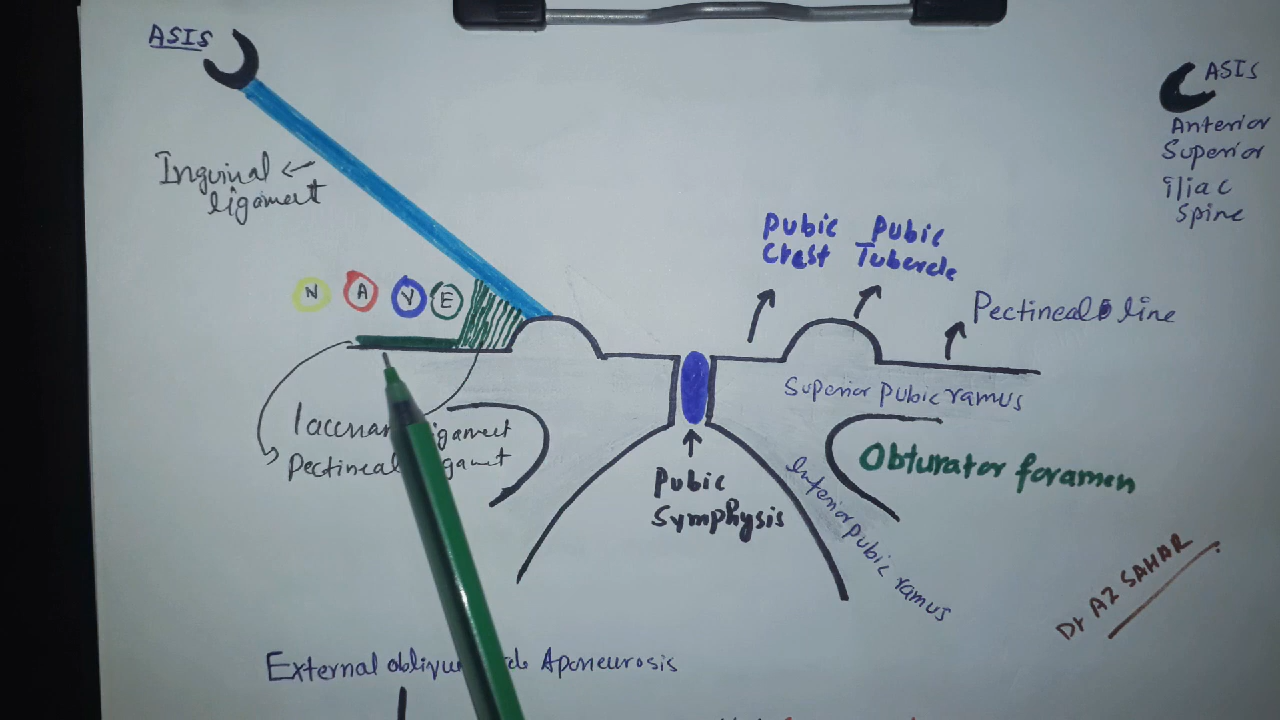 ASIS
Inguinal
ligament
N A V E
ligament
Pectineal
Pubic
Crest
Pubic
Tubercle
Pectineal line
Superior pubic ramus
Obturator foramen
Inferior pubic ramus
Pubic
Symphysis
ASIS
Anterior
Superior
iliac
Spine
Dr AZ SAHAR
External Aponeurosis